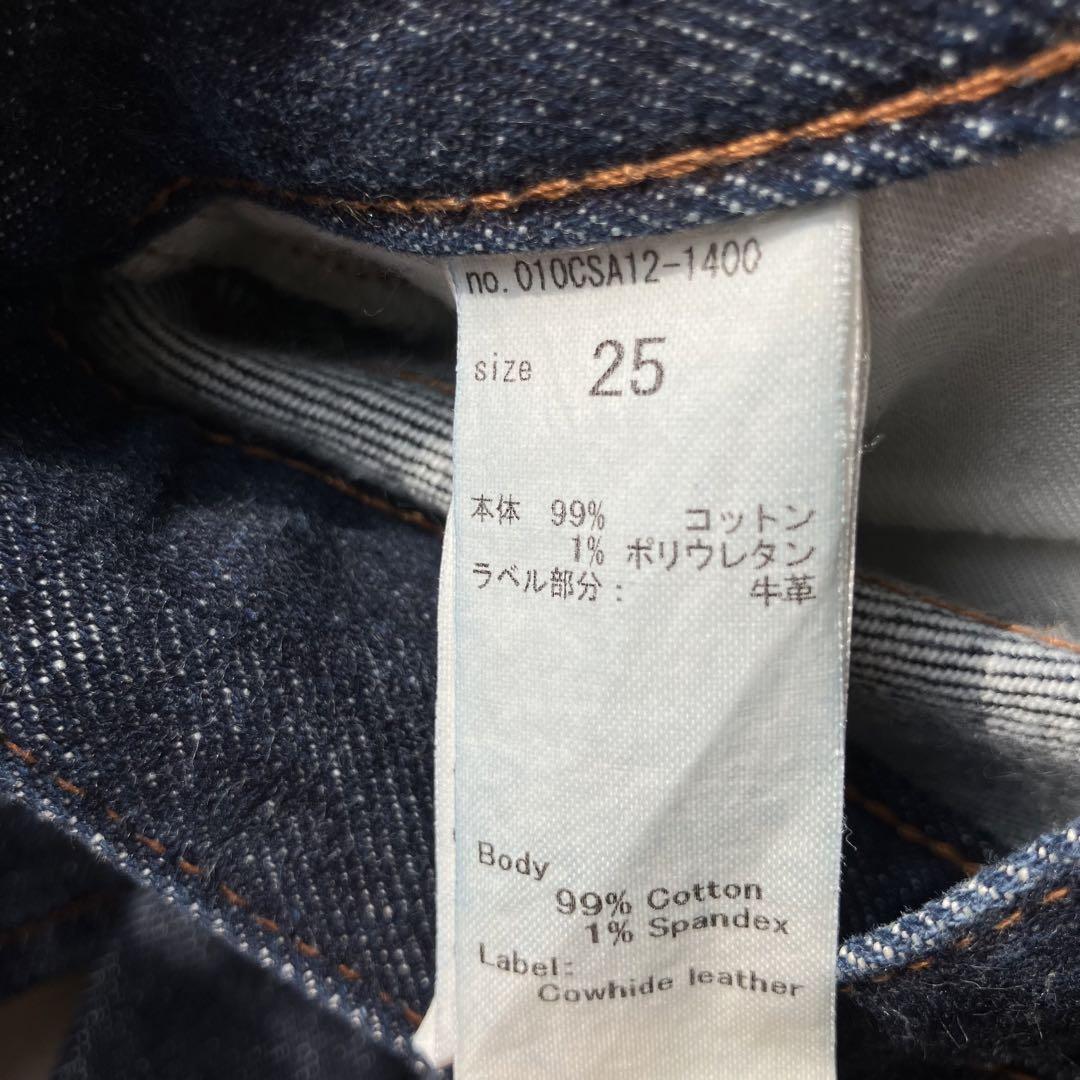 no.010CSA12-1400
size 25
本体 99% コットン
1% ポリウレタン
ラベル部分: 牛革
Body
99% Cotton
1% Spandex
Label:
Cowhide leather